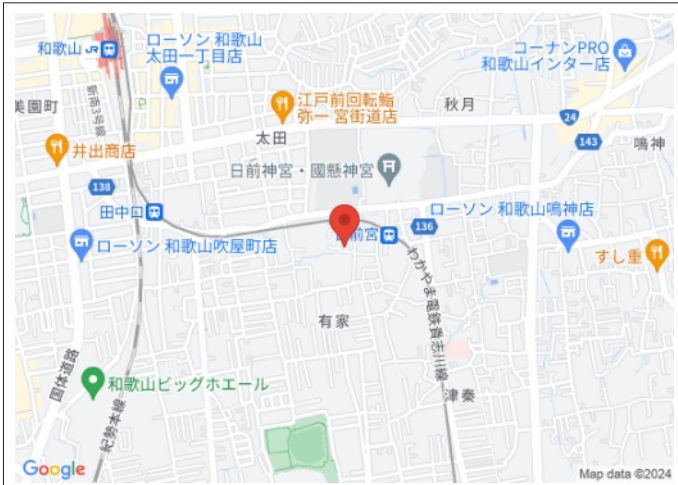 和歌山
JR
ローソン 和歌山
太田一丁目店
コーナンPRO
和歌山インター店
美園町
新南3号線
江戸前回転鮨
弥一 宮街道店
秋月
24
太田
井出商店
143
鳴神
日前神宮・國懸神宮
138
田中口
136
ローソン 和歌山鳴神店
前宮
ローソン 和歌山吹屋町店
すし重
わかやま電鉄貴志川線
有家
国体道路
和歌山ビッグホエール
津秦
紀勢本線
Google
Map data ©2024